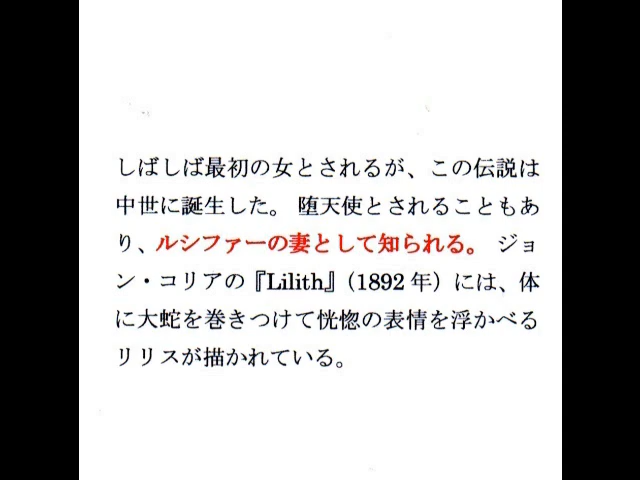 しばしば最初の女とされるが、この伝説は
中世に誕生した。 堕天使とされることもあ
り、ルシファーの妻として知られる。 ジョ
ン・コリアの『Lilith』（1892 年）には、体
に大蛇を巻きつけて恍惚の表情を浮かべる
リリスが描かれている。